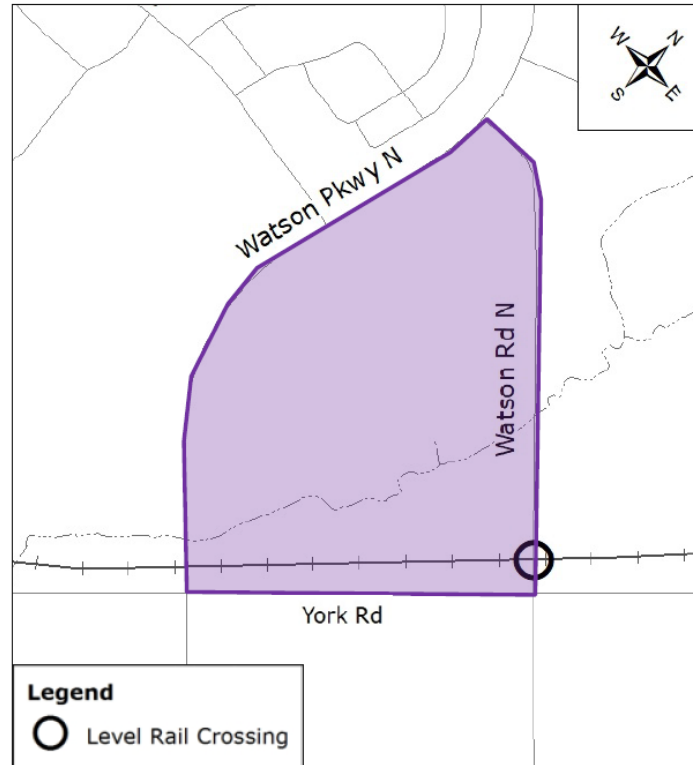 W N
S E
Watson Pkwy N
Watson Rd N
York Rd
Legend
Level Rail Crossing